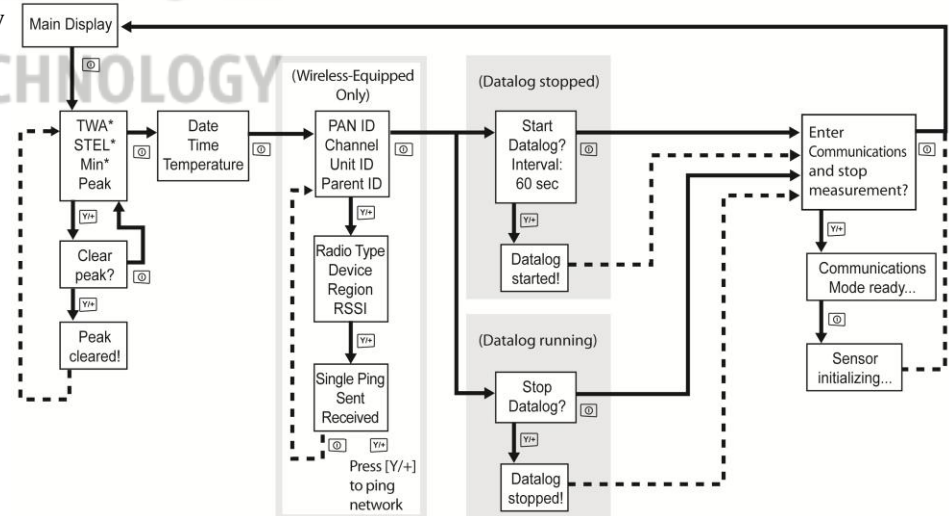 y
CHNOLOGY
Main Display
TWA*
STEL*
Min*
Peak
Y/+
Clear
peak?
Y/+
Peak
cleared!
Date
Time
Temperature
(Wireless-Equipped
Only)
PAN ID
Channel
Unit ID
Parent ID
Y/+
Radio Type
Device
Region
RSSI
Y/+
Single Ping
Sent
Received
Y/+
Press [Y/+]
to ping
network
(Datalog stopped)
Start
Datalog?
Interval:
60 sec
Y/+
Datalog
started!
(Datalog running)
Stop
Datalog?
Y/+
Datalog
stopped!
Enter
Communications
and stop
measurement?
Y/+
Communications
Mode ready...
Sensor
initializing...